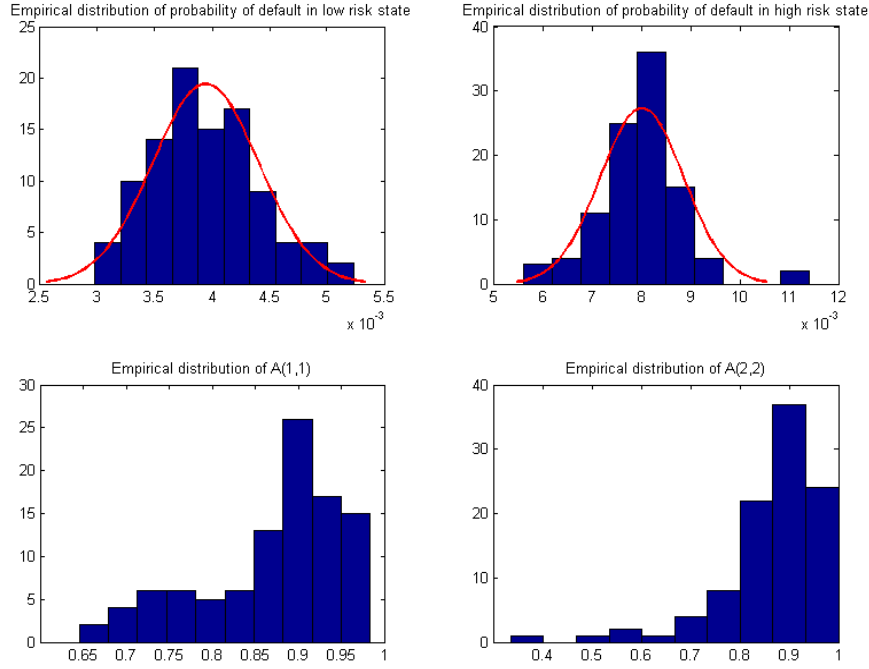 Empirical distribution of probability of default in low risk state
25
20
15
10
5
0
2.5 3 3.5 4 4.5 5 5.5
x 10^-3
Empirical distribution of probability of default in high risk state
40
30
20
10
0
5 6 7 8 9 10 11 12
x 10^-3
Empirical distribution of A(1,1)
30
25
20
15
10
5
0
0.65 0.7 0.75 0.8 0.85 0.9 0.95 1
Empirical distribution of A(2,2)
40
30
20
10
0
0.4 0.5 0.6 0.7 0.8 0.9 1